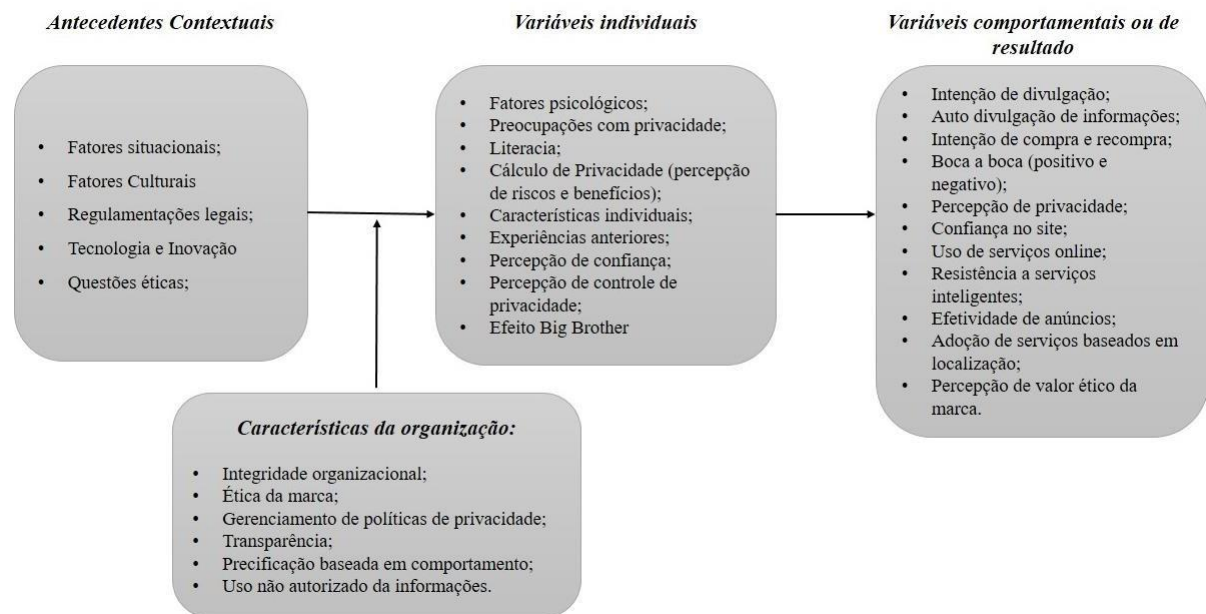 Antecedentes Contextuais
Fatores situacionais;
Fatores Culturais
Regulamentações legais;
Tecnologia e Inovação
Questões éticas;
Variáveis individuais
Fatores psicológicos;
Preocupações com privacidade;
Literacia;
Cálculo de Privacidade (percepção
de riscos e benefícios);
Características individuais;
Experiências anteriores;
Percepção de confiança;
Percepção de controle de
privacidade;
Efeito Big Brother
Variáveis comportamentais ou de
resultado
Intenção de divulgação;
Auto divulgação de informações;
Intenção de compra e recompra;
Boca a boca (positivo e
negativo);
Percepção de privacidade;
Confiança no site;
Uso de serviços online;
Resistência a serviços
inteligentes;
Efetividade de anúncios;
Adoção de serviços baseados em
localização;
Percepção de valor ético da
marca.
Características da organização:
Integridade organizacional;
Ética da marca;
Gerenciamento de políticas de privacidade;
Transparência;
Precificação baseada em comportamento;
Uso não autorizado da informações.